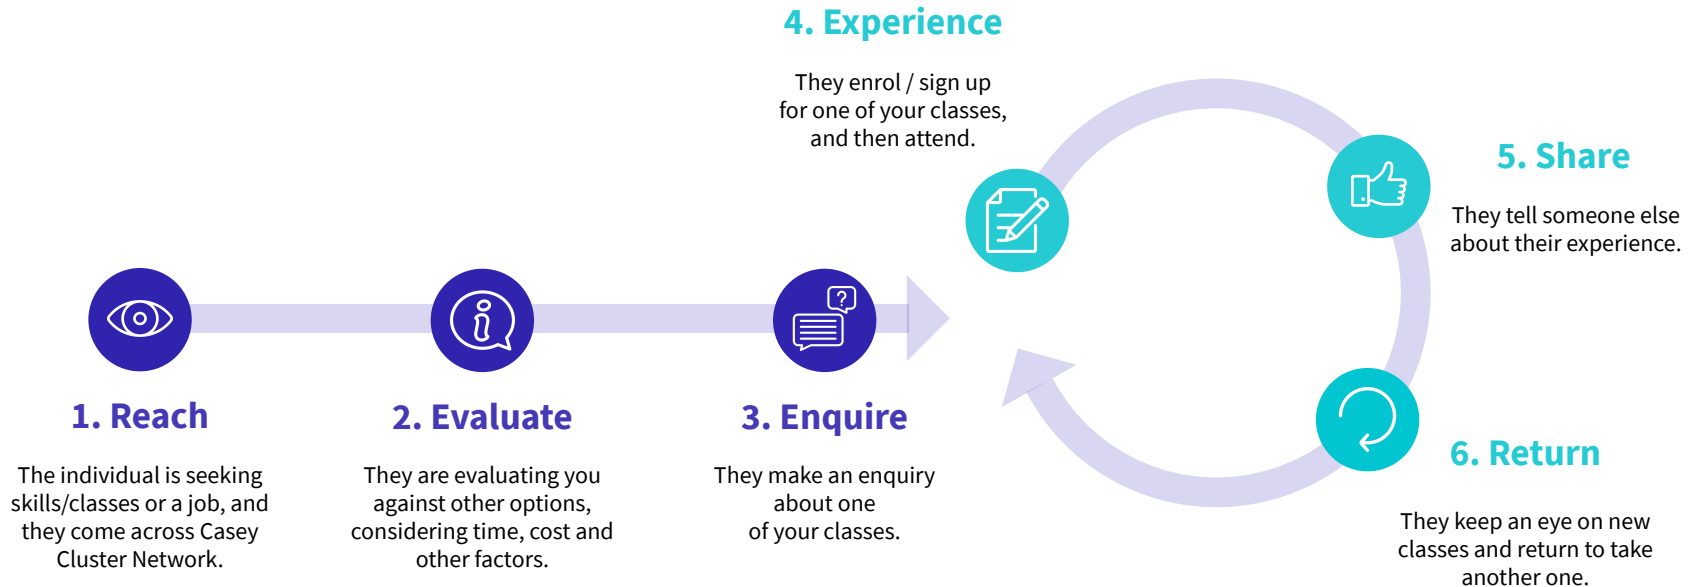 1. Reach
The individual is seeking
skills/classes or a job, and
they come across Casey
Cluster Network.
2. Evaluate
They are evaluating you
against other options,
considering time, cost and
other factors.
3. Enquire
They make an enquiry
about one
of your classes.
4. Experience
They enrol / sign up
for one of your classes,
and then attend.
5. Share
They tell someone else
about their experience.
6. Return
They keep an eye on new
classes and return to take
another one.
i
?